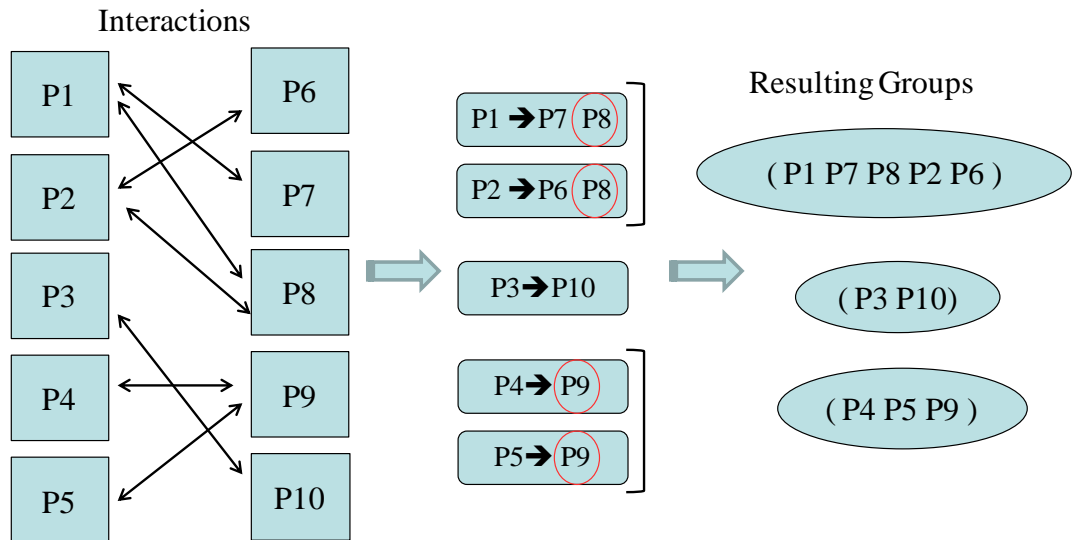 Interactions
P1
P2
P3
P4
P5
P6
P7
P8
P9
P10
P1 ➔P7 P8
P2 ➔P6 P8
P3➔P10
P4➔ P9
P5➔ P9
Resulting Groups
( P1 P7 P8 P2 P6 )
( P3 P10)
( P4 P5 P9 )